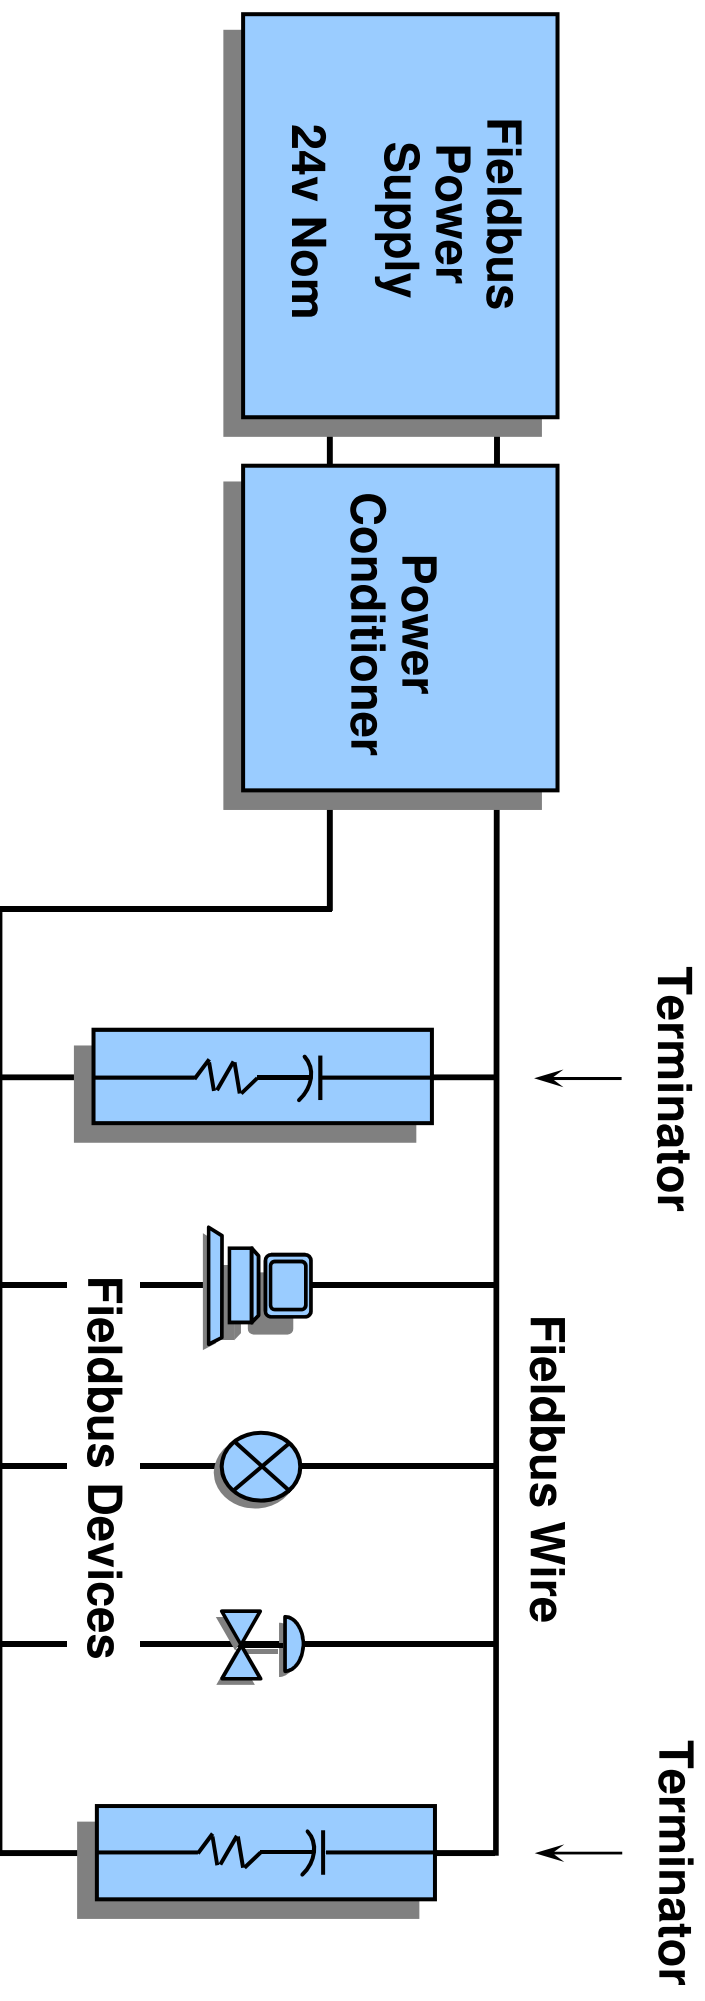 Fieldbus
Power
Supply
24v Nom
Power
Conditioner
Terminator
Fieldbus Wire
Terminator
Fieldbus Devices